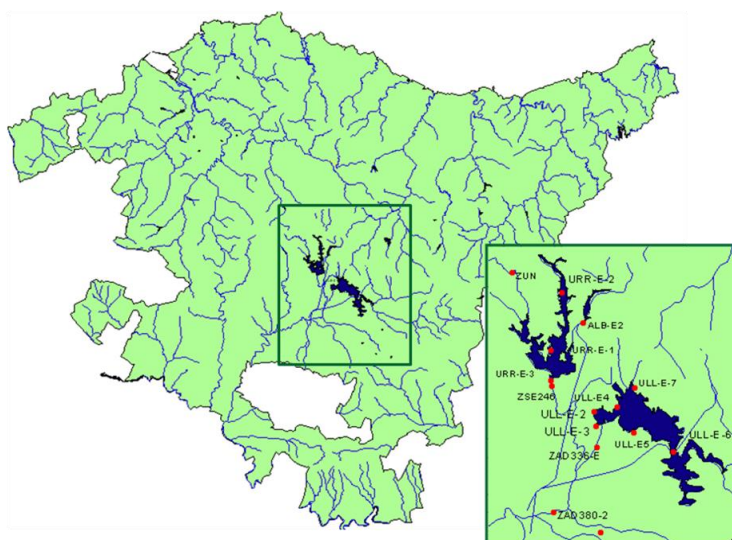 ZUN
URR-E-2
ALB-E2
URR-E-1
URR-E-3
ZSE246
ULL-E-7
ULL-E4
ULL-E-2
ULL-E-3
ULL-E5
ULL-E-6
ZAD336-E
ZAD380-2